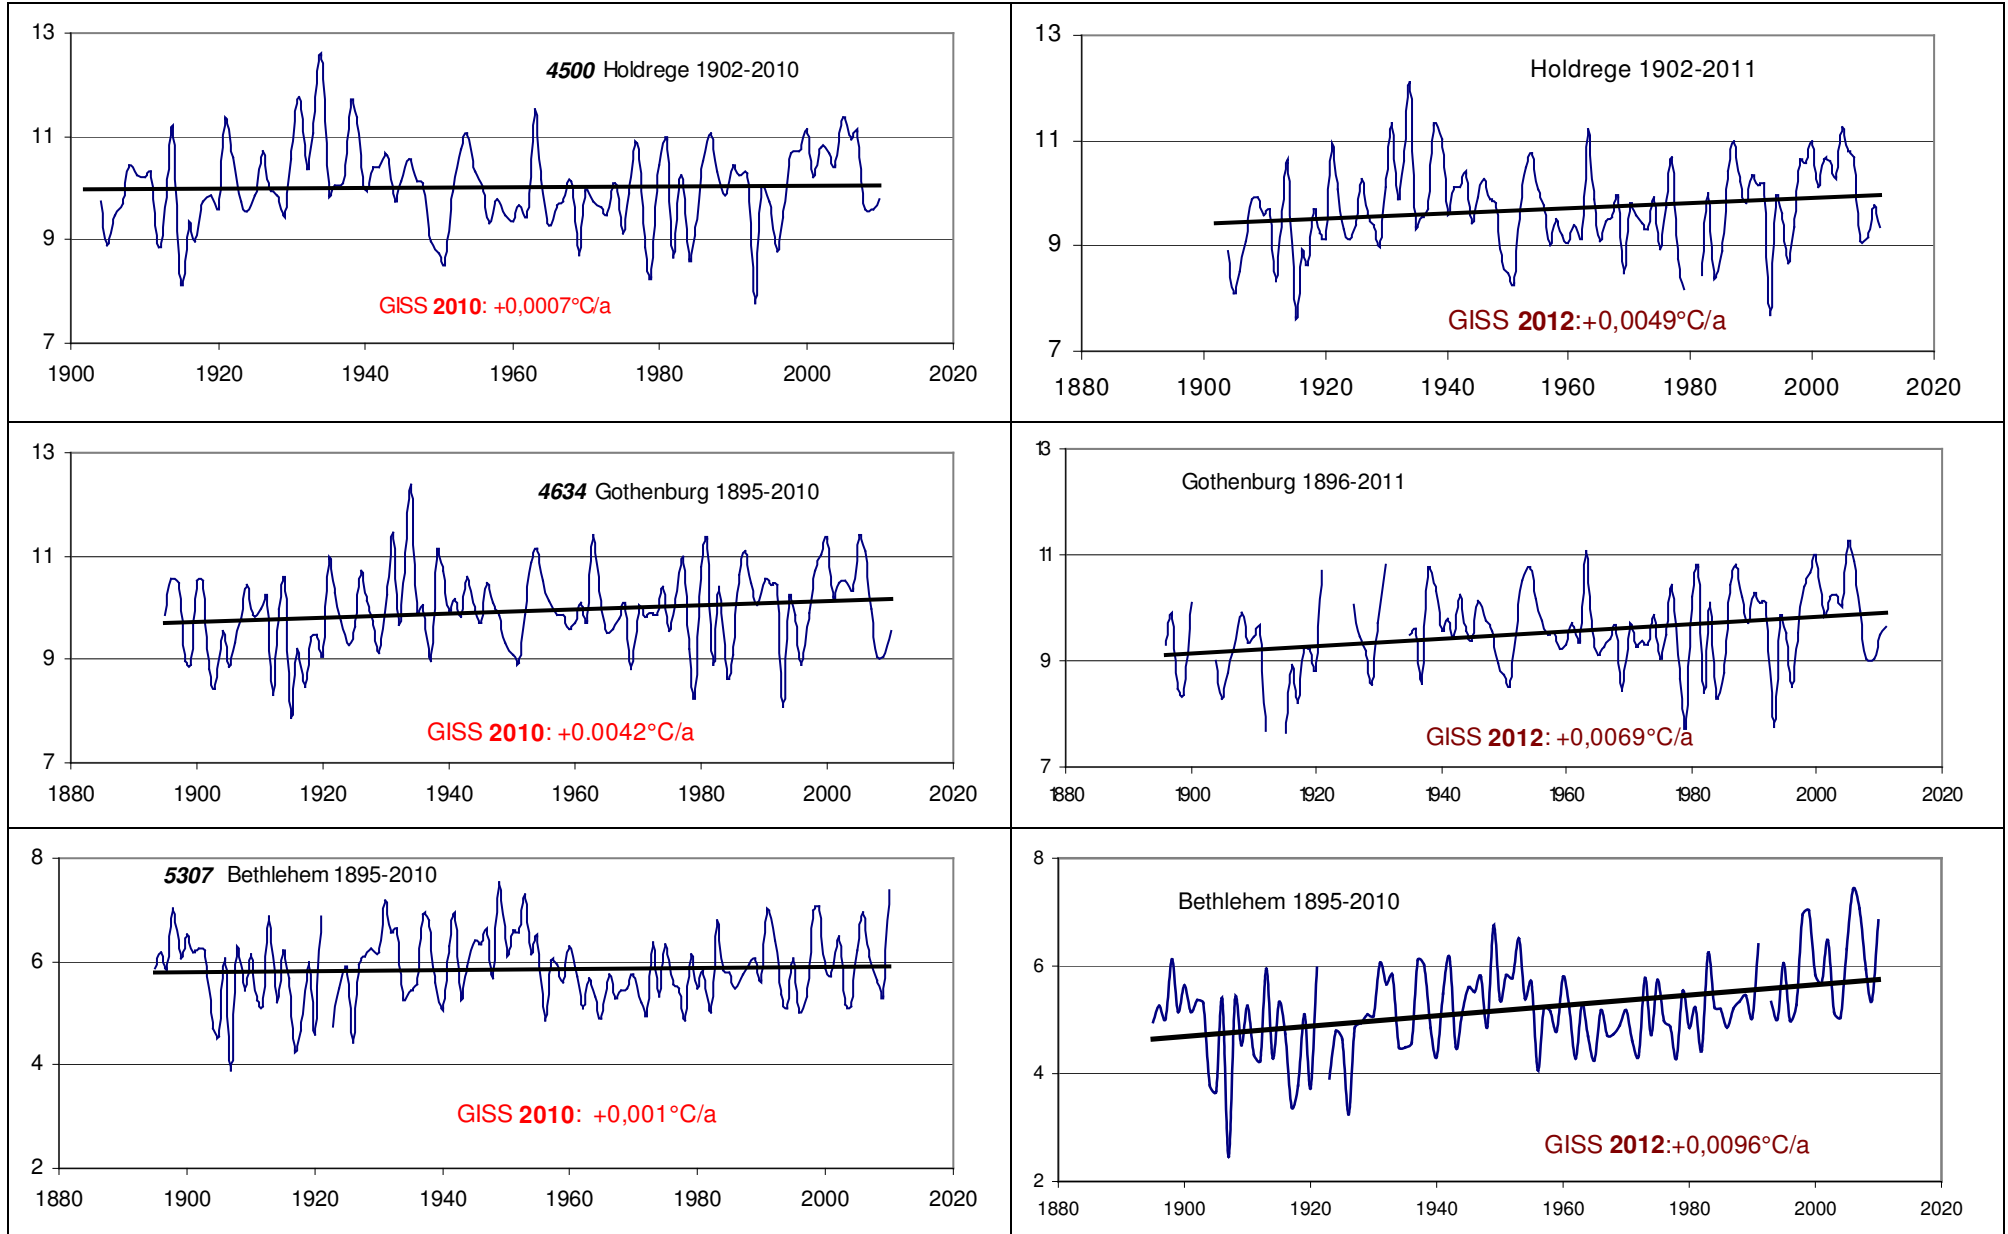 13
4500 Holdrege 1902-2010
11
9
GISS 2010: +0,0007°C/a
7
1900 1920 1940 1960 1980 2000 2020
13
Holdrege 1902-2011
11
9
GISS 2012:+0,0049°C/a
7
1880 1900 1920 1940 1960 1980 2000 2020
13
4634 Gothenburg 1895-2010
11
9
GISS 2010: +0.0042°C/a
7
1880 1900 1920 1940 1960 1980 2000 2020
13
Gothenburg 1896-2011
11
9
GISS 2012: +0,0069°C/a
7
1880 1900 1920 1940 1960 1980 2000 2020
8
5307 Bethlehem 1895-2010
6
4
GISS 2010: +0,001°C/a
2
1880 1900 1920 1940 1960 1980 2000 2020
8
Bethlehem 1895-2010
6
4
GISS 2012:+0,0096°C/a
2
1880 1900 1920 1940 1960 1980 2000 2020